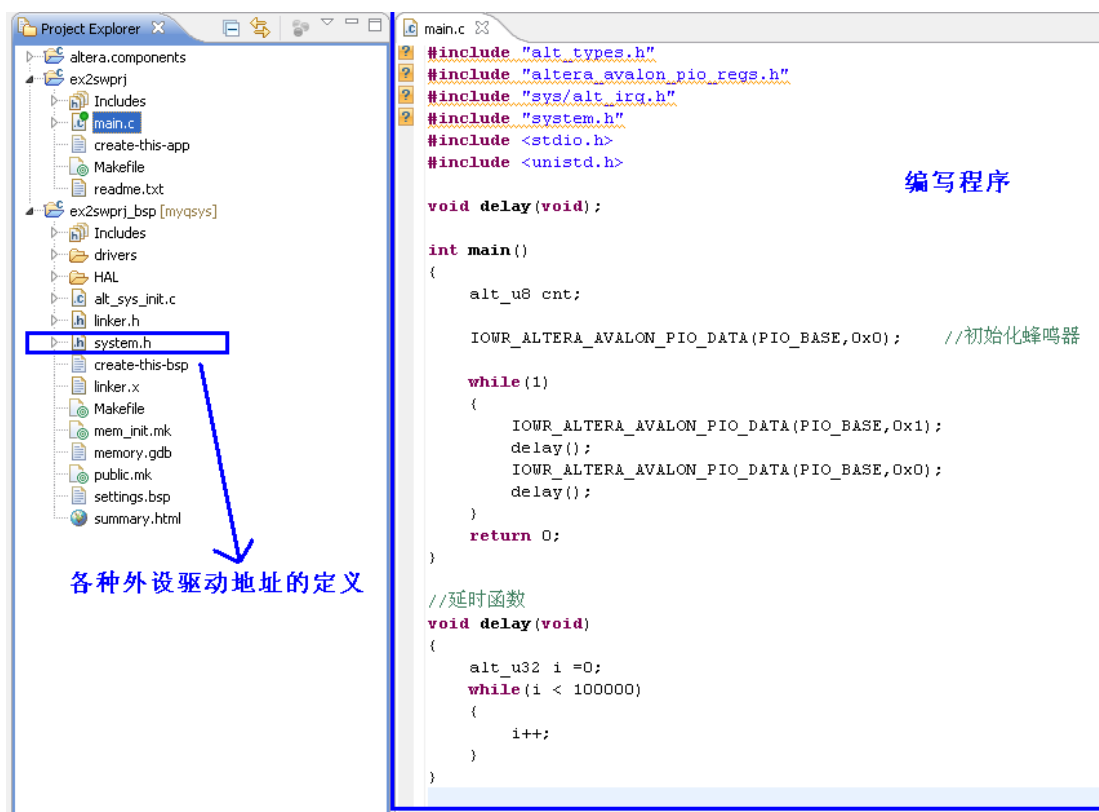 Project Explorer
altera.components
ex2swprj
Includes
main.c
create-this-app
Makefile
readme.txt
ex2swprj_bsp [myqsys]
Includes
drivers
HAL
alt_sys_init.c
linker.h
system.h
create-this-bsp
linker.x
Makefile
mem_init.mk
memory.gdb
public.mk
settings.bsp
summary.html
各种外设驱动地址的定义
main.c
#include "alt_types.h"
#include "altera_avalon_pio_regs.h"
#include "sys/alt_irq.h"
#include "system.h"
#include <stdio.h>
#include <unistd.h>
编写程序
void delay(void);
int main()
{
alt_u8 cnt;
IOWR_ALTERA_AVALON_PIO_DATA(PIO_BASE,0x0); //初始化蜂鸣器
while(1)
{
IOWR_ALTERA_AVALON_PIO_DATA(PIO_BASE,0x1);
delay();
IOWR_ALTERA_AVALON_PIO_DATA(PIO_BASE,0x0);
delay();
}
return 0;
}
//延时函数
void delay(void)
{
alt_u32 i =0;
while(i < 100000)
{
i++;
}
}